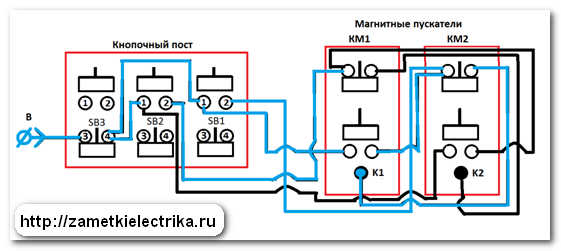 Магнитные пускатели
КМ1 КМ2
Кнопочный пост
1 2 1 2 1 2
В SB3 SB2 SB1
3 4 3 4 3 4
К1 К2
http://zametkielectrika.ru